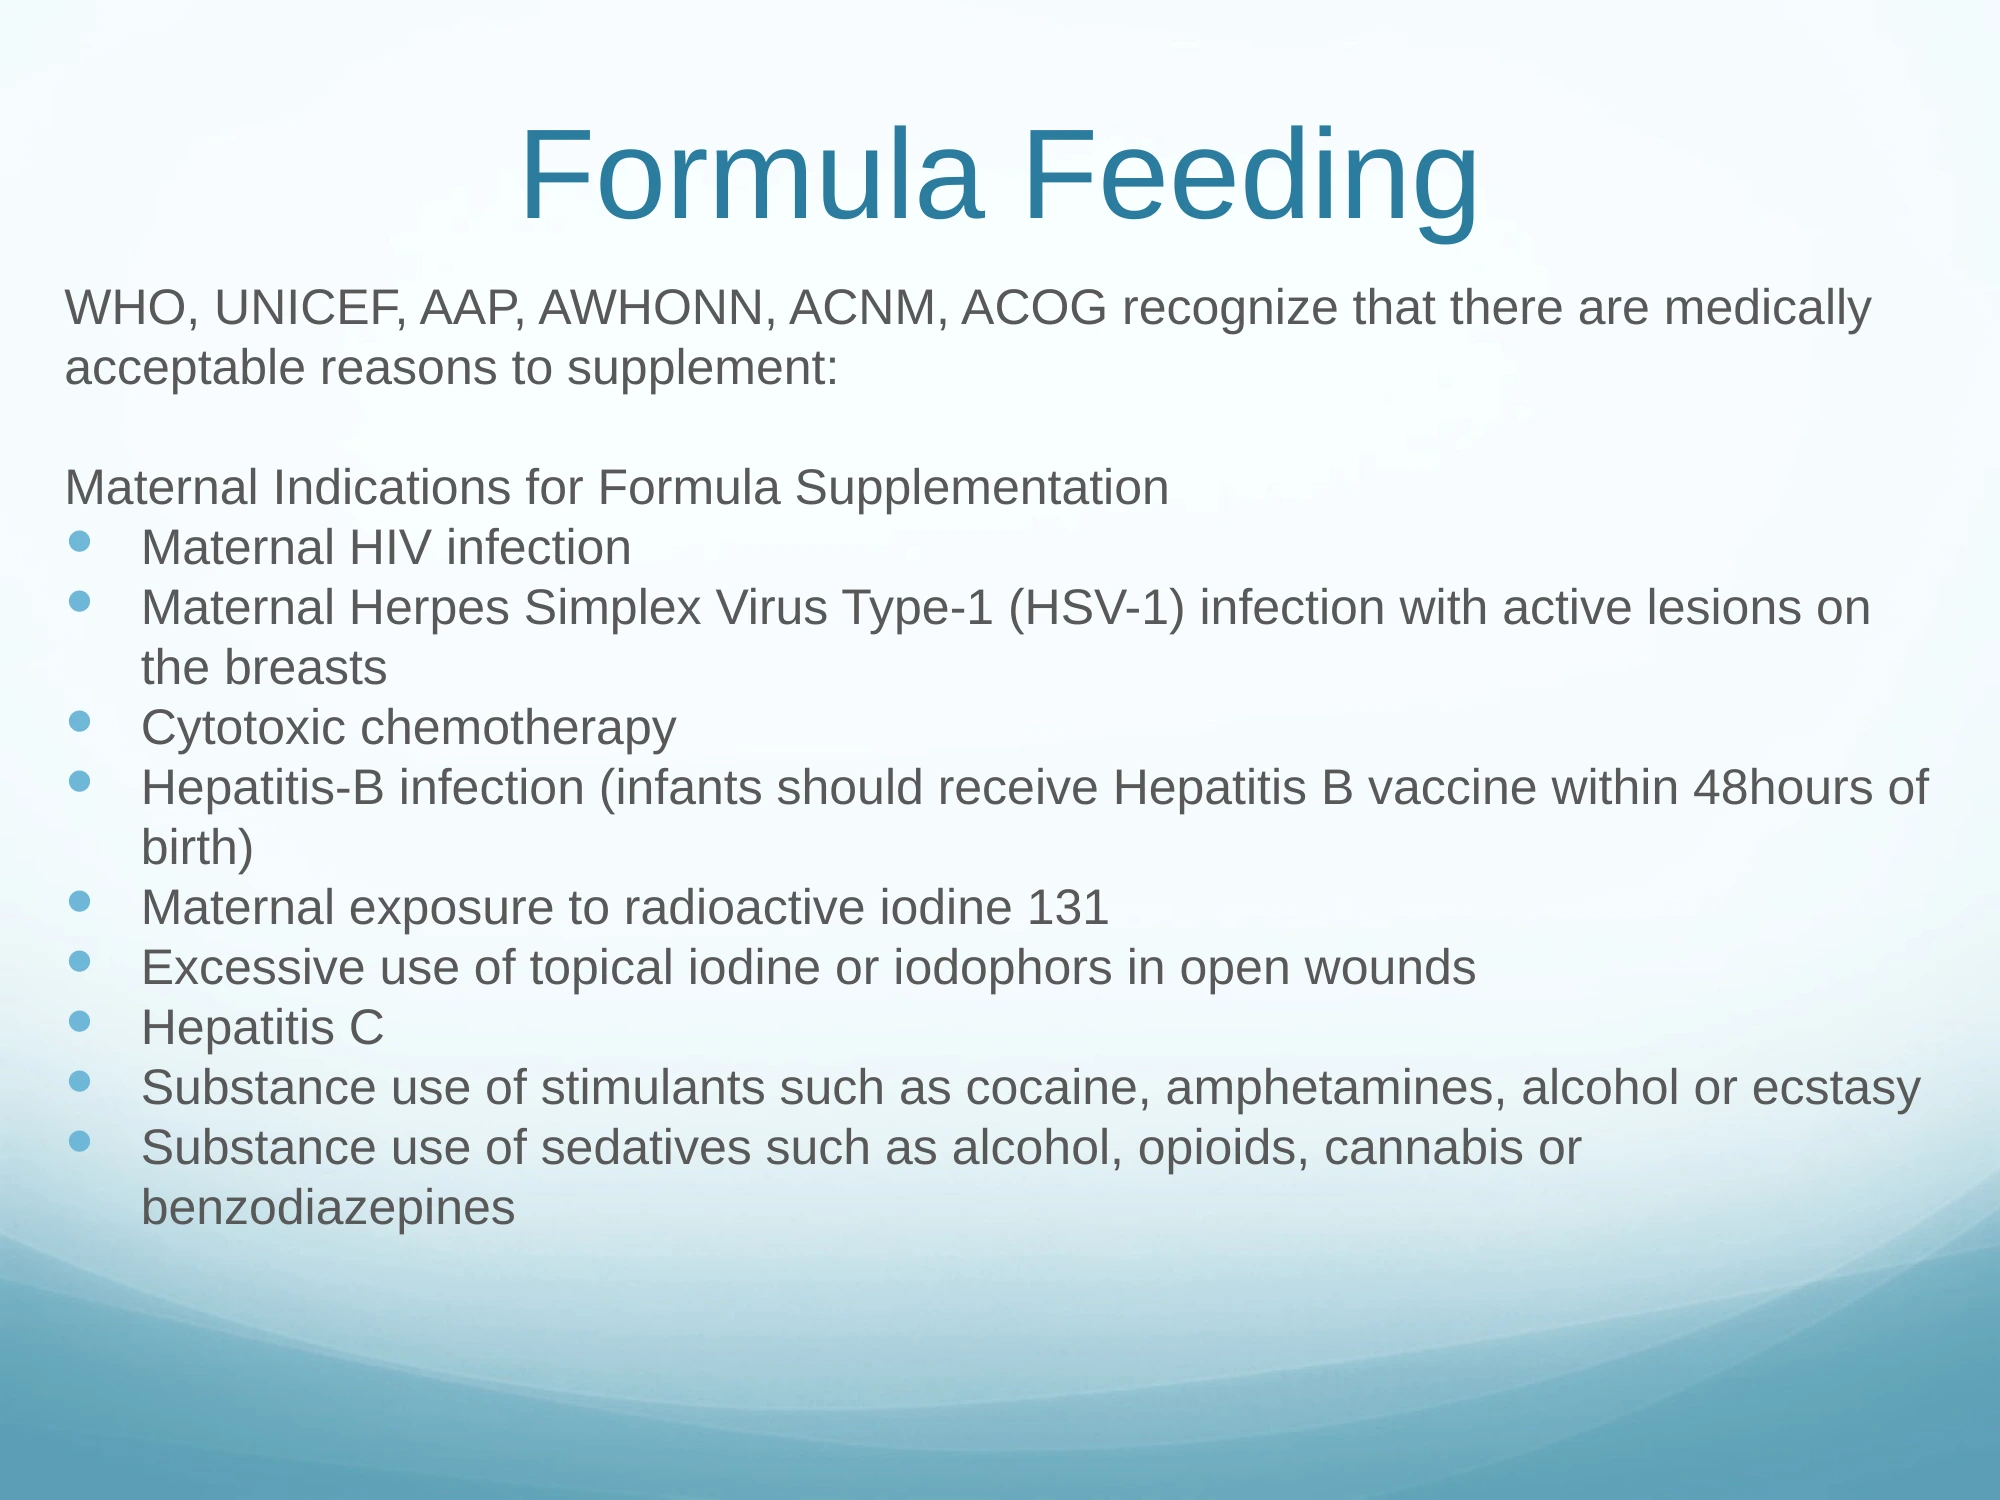 Formula Feeding
WHO, UNICEF, AAP, AWHONN, ACNM, ACOG recognize that there are medically
acceptable reasons to supplement:
Maternal Indications for Formula Supplementation
• Maternal HIV infection
• Maternal Herpes Simplex Virus Type-1 (HSV-1) infection with active lesions on
the breasts
• Cytotoxic chemotherapy
• Hepatitis-B infection (infants should receive Hepatitis B vaccine within 48hours of
birth)
• Maternal exposure to radioactive iodine 131
• Excessive use of topical iodine or iodophors in open wounds
• Hepatitis C
• Substance use of stimulants such as cocaine, amphetamines, alcohol or ecstasy
• Substance use of sedatives such as alcohol, opioids, cannabis or
benzodiazepines